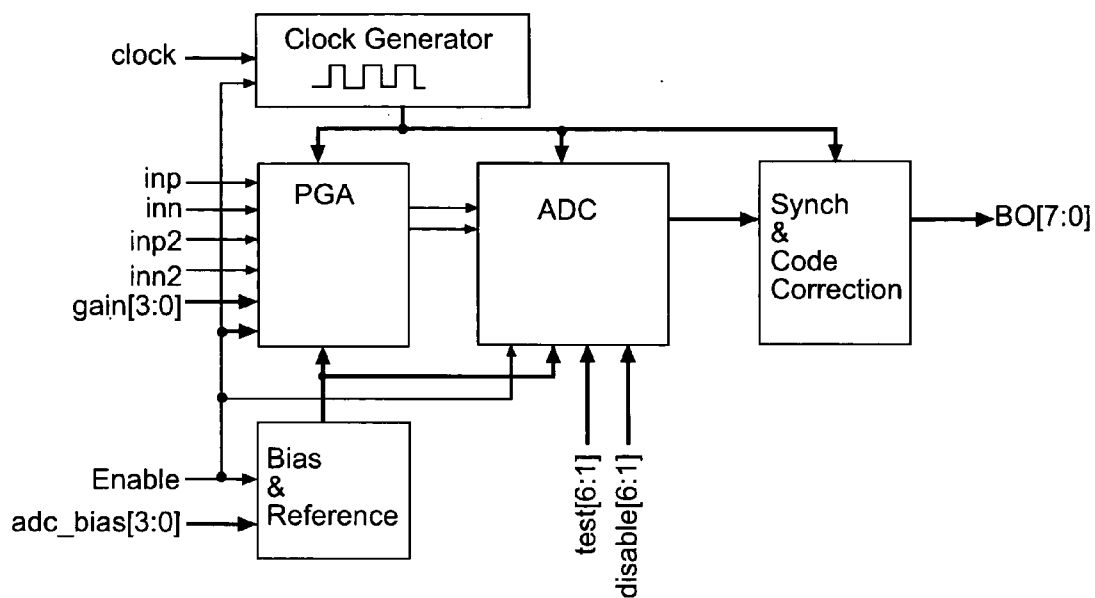 Clock Generator
clock
inp
inn
inp2
inn2
gain[3:0]
PGA
ADC
Synch
&
Code
Correction
BO[7:0]
Enable
adc_bias[3:0]
Bias
&
Reference
test[6:1]
disable[6:1]